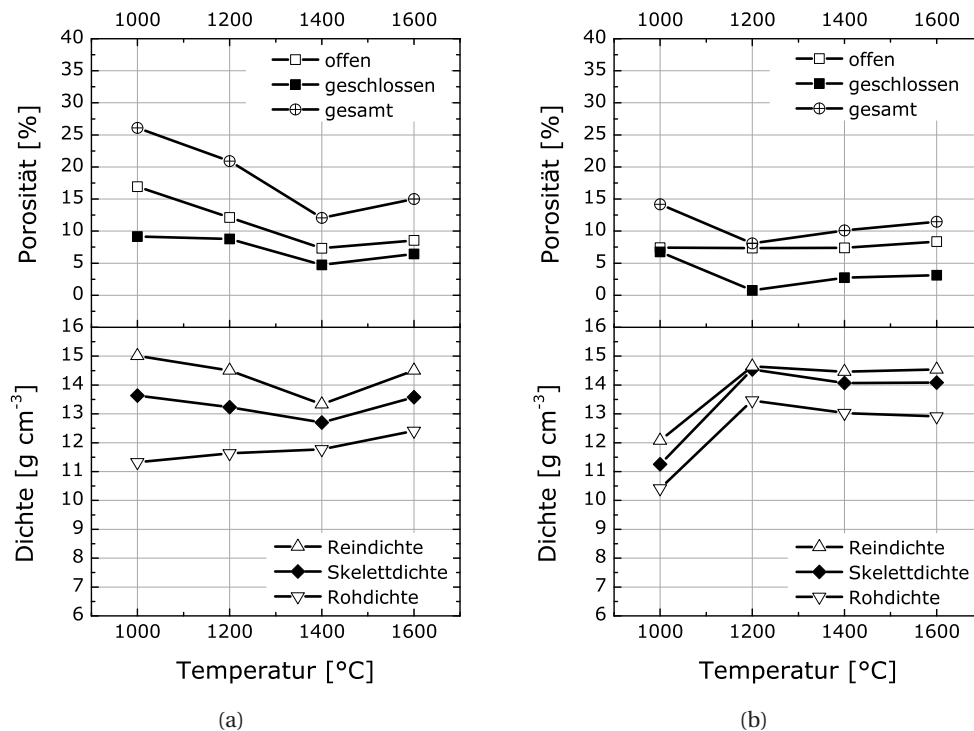 1000 1200 1400 1600
40
35
30
25
20
15
10
5
0
Porosität [%]
offen
geschlossen
gesamt
16
15
14
13
12
11
10
9
8
7
6
Dichte [g cm-3]
Reindichte
Skelettdichte
Rohdichte
1000 1200 1400 1600
Temperatur [°C]
(a)
1000 1200 1400 1600
40
35
30
25
20
15
10
5
0
Porosität [%]
offen
geschlossen
gesamt
16
15
14
13
12
11
10
9
8
7
6
Dichte [g cm-3]
Reindichte
Skelettdichte
Rohdichte
1000 1200 1400 1600
Temperatur [°C]
(b)